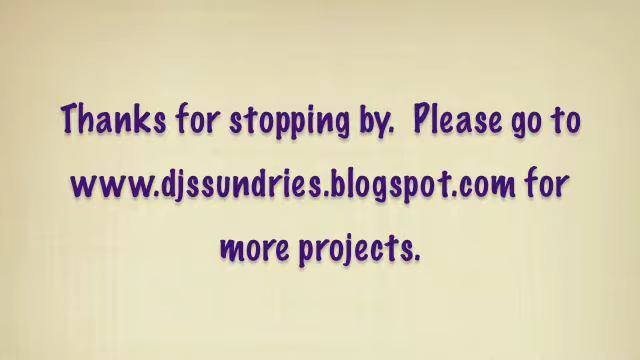 Thanks for stopping by.  Please go to
www.djssundries.blogspot.com for
more projects.